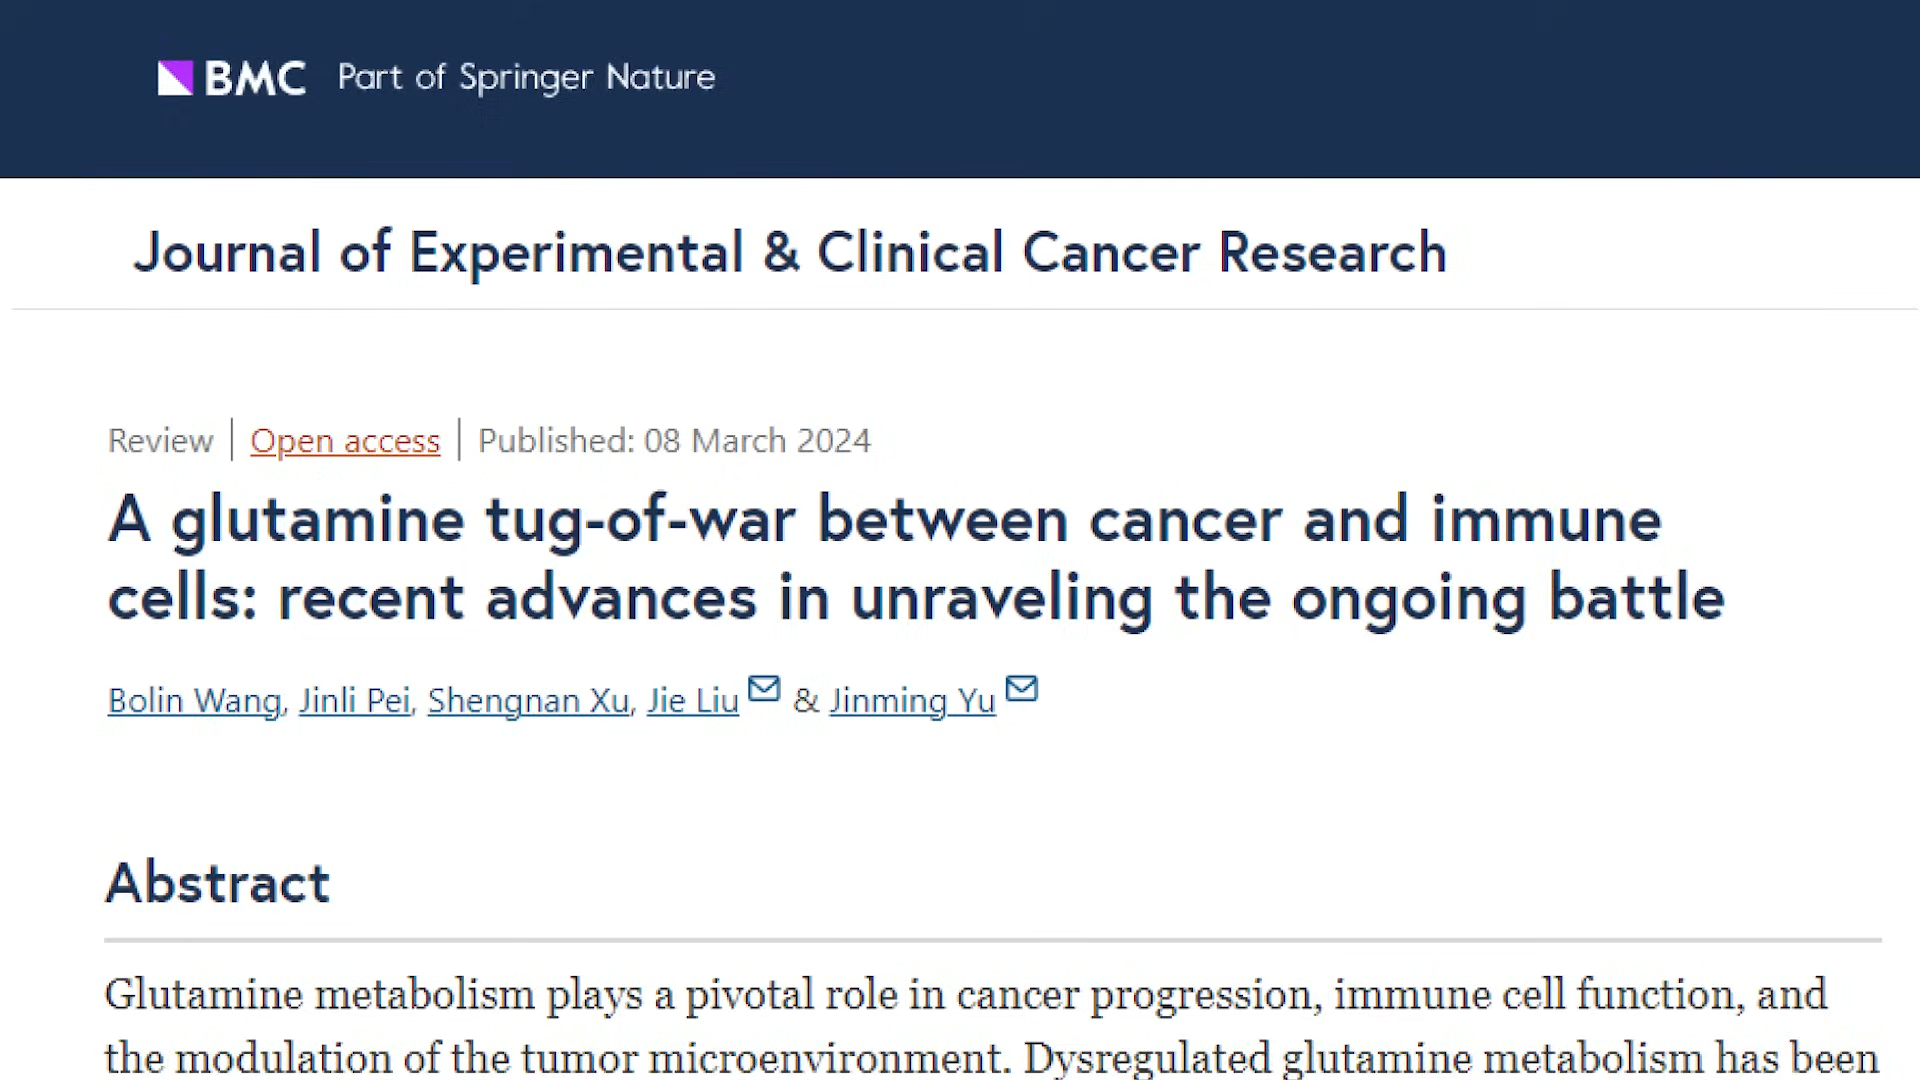 BMC Part of Springer Nature
Journal of Experimental & Clinical Cancer Research
Review | Open access | Published: 08 March 2024
A glutamine tug-of-war between cancer and immune
cells: recent advances in unraveling the ongoing battle
Bolin Wang, Jinli Pei, Shengnan Xu, Jie Liu & Jinming Yu
Abstract
Glutamine metabolism plays a pivotal role in cancer progression, immune cell function, and
the modulation of the tumor microenvironment. Dysregulated glutamine metabolism has been